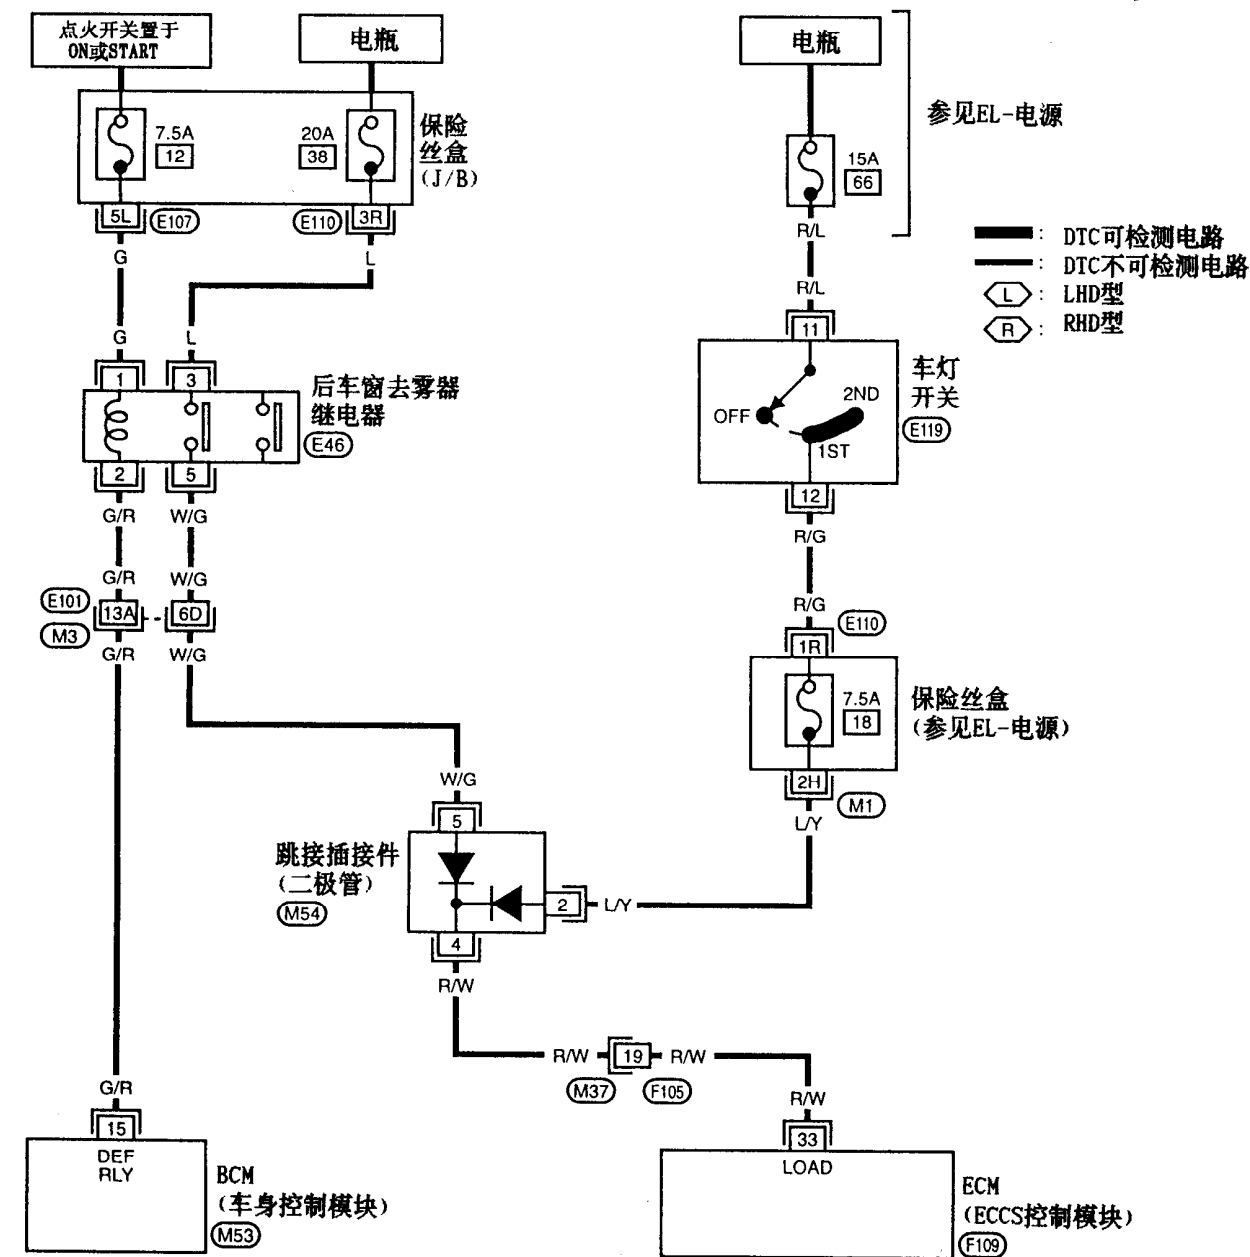 点火开关置于
ON或START
电瓶
电瓶
7.5A
12
20A
38
保险
丝盒
(J/B)
15A
66
参见EL-电源
5L
E107
E110
3R
R/L
G
L
R/L
DTC可检测电路
DTC不可检测电路
L : LHD型
R : RHD型
G
L
11
1
3
后车窗去雾器
继电器
E46
OFF
2ND
1ST
车灯
开关
E119
2
5
12
G/R
W/G
R/G
G/R
W/G
R/G
E101
13A
6D
M3
E110
1R
G/R
W/G
7.5A
18
保险丝盒
(参见EL-电源)
2H
M1
L/Y
W/G
5
跳接插接件
(二极管)
M54
2
L/Y
4
R/W
R/W
19
R/W
M37
F105
R/W
G/R
15
33
DEF
RLY
LOAD
BCM
(车身控制模块)
M53
ECM
(ECCS控制模块)
F109